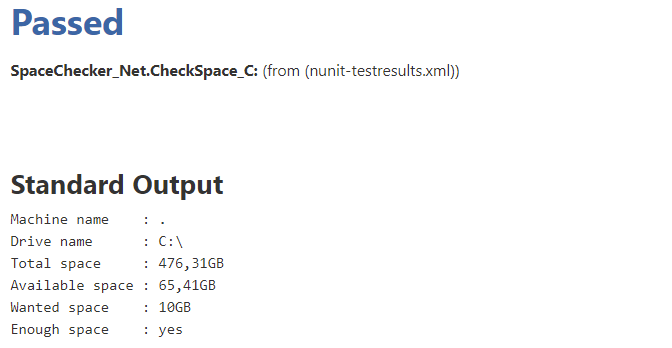 Passed
SpaceChecker_Net.CheckSpace_C: (from (nunit-testresults.xml))
Standard Output
Machine name    : .
Drive name      : C:\
Total space     : 476,31GB
Available space : 65,41GB
Wanted space    : 10GB
Enough space    : yes